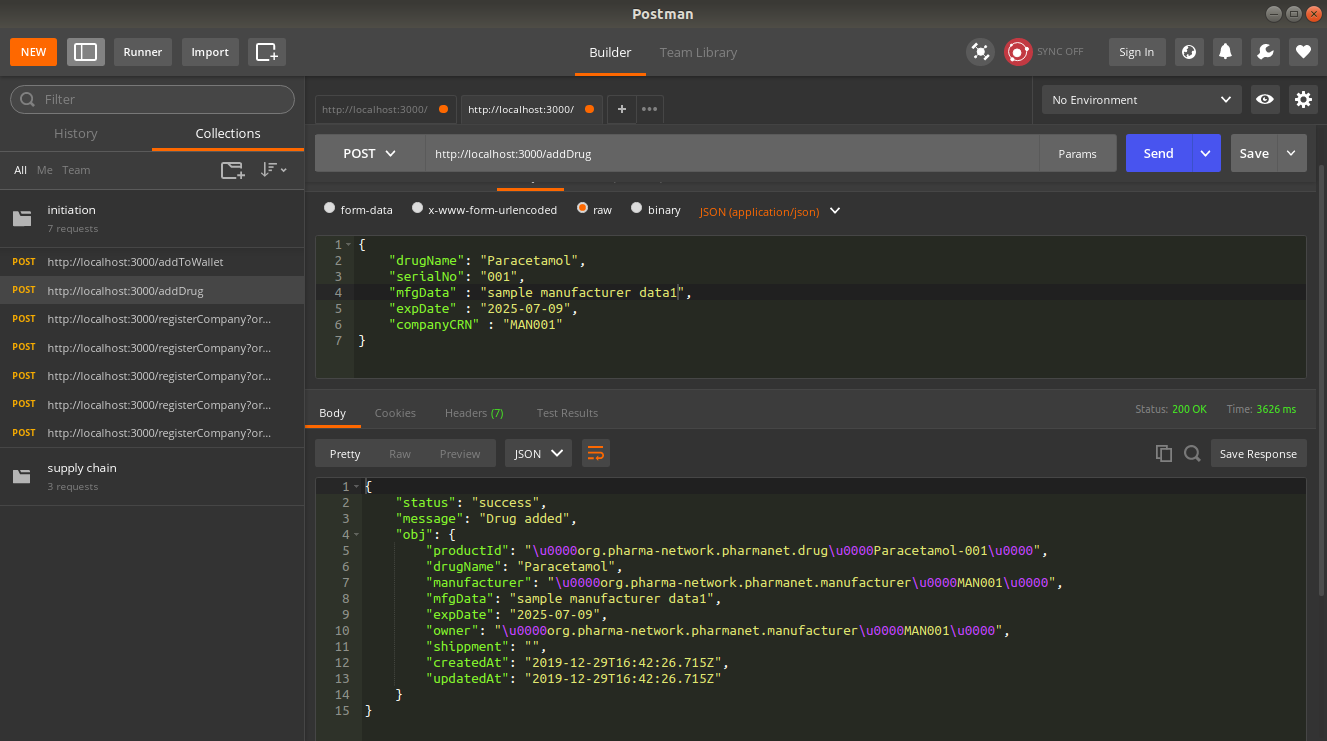 Postman
NEW Runner Import Builder Team Library SYNC OFF Sign In
Filter
History Collections
All Me Team
initiation
7 requests
POST http://localhost:3000/addToWallet
POST http://localhost:3000/addDrug
POST http://localhost:3000/registerCompany?or...
POST http://localhost:3000/registerCompany?or...
POST http://localhost:3000/registerCompany?or...
POST http://localhost:3000/registerCompany?or...
POST http://localhost:3000/registerCompany?or...
supply chain
3 requests
http://localhost:3000/ http://localhost:3000/ + ••• No Environment
POST http://localhost:3000/addDrug Params Send Save
form-data x-www-form-urlencoded raw binary JSON (application/json)
1 {
2 "drugName": "Paracetamol",
3 "serialNo": "001",
4 "mfgData" : "sample manufacturer data1",
5 "expDate" : "2025-07-09",
6 "companyCRN" : "MAN001"
7 }
Body Cookies Headers (7) Test Results Status: 200 OK Time: 3626 ms
Pretty Raw Preview JSON Save Response
1 {
2 "status": "success",
3 "message": "Drug added",
4 "obj": {
5 "productId": "\u0000org.pharma-network.pharmanet.drug\u0000Paracetamol-001\u0000",
6 "drugName": "Paracetamol",
7 "manufacturer": "\u0000org.pharma-network.pharmanet.manufacturer\u0000MAN001\u0000",
8 "mfgData": "sample manufacturer data1",
9 "expDate": "2025-07-09",
10 "owner": "\u0000org.pharma-network.pharmanet.manufacturer\u0000MAN001\u0000",
11 "shippment": "",
12 "createdAt": "2019-12-29T16:42:26.715Z",
13 "updatedAt": "2019-12-29T16:42:26.715Z"
14 }
15 }